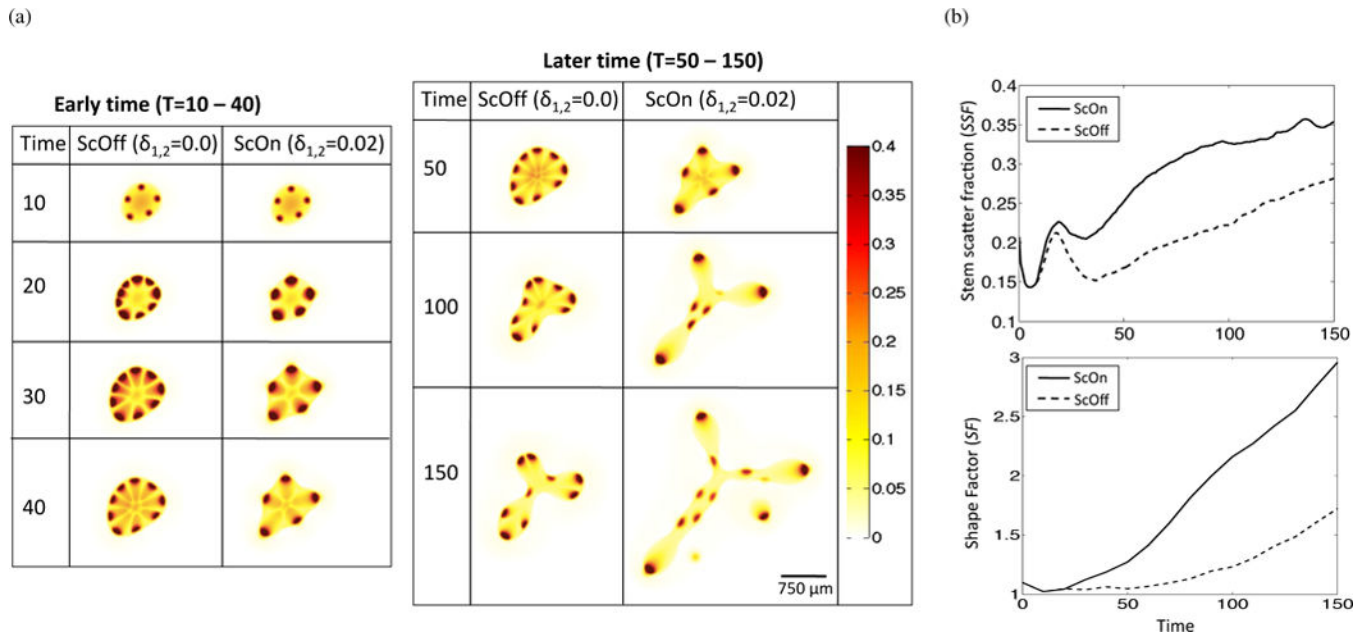 (a)
Early time (T=10 – 40)
Time ScOff (δ1,2=0.0) ScOn (δ1,2=0.02)
10
20
30
40
Later time (T=50 – 150)
Time ScOff (δ1,2=0.0) ScOn (δ1,2=0.02)
50
100
150
750 μm
0.4
0.35
0.3
0.25
0.2
0.15
0.1
0.05
0
(b)
Stem scatter fraction (SSF)
0.4
0.35
0.3
0.25
0.2
0.15
0.1
ScOn
ScOff
0 50 100 150
Shape Factor (SF)
3
2.5
2
1.5
1
ScOn
ScOff
0 50 100 150
Time